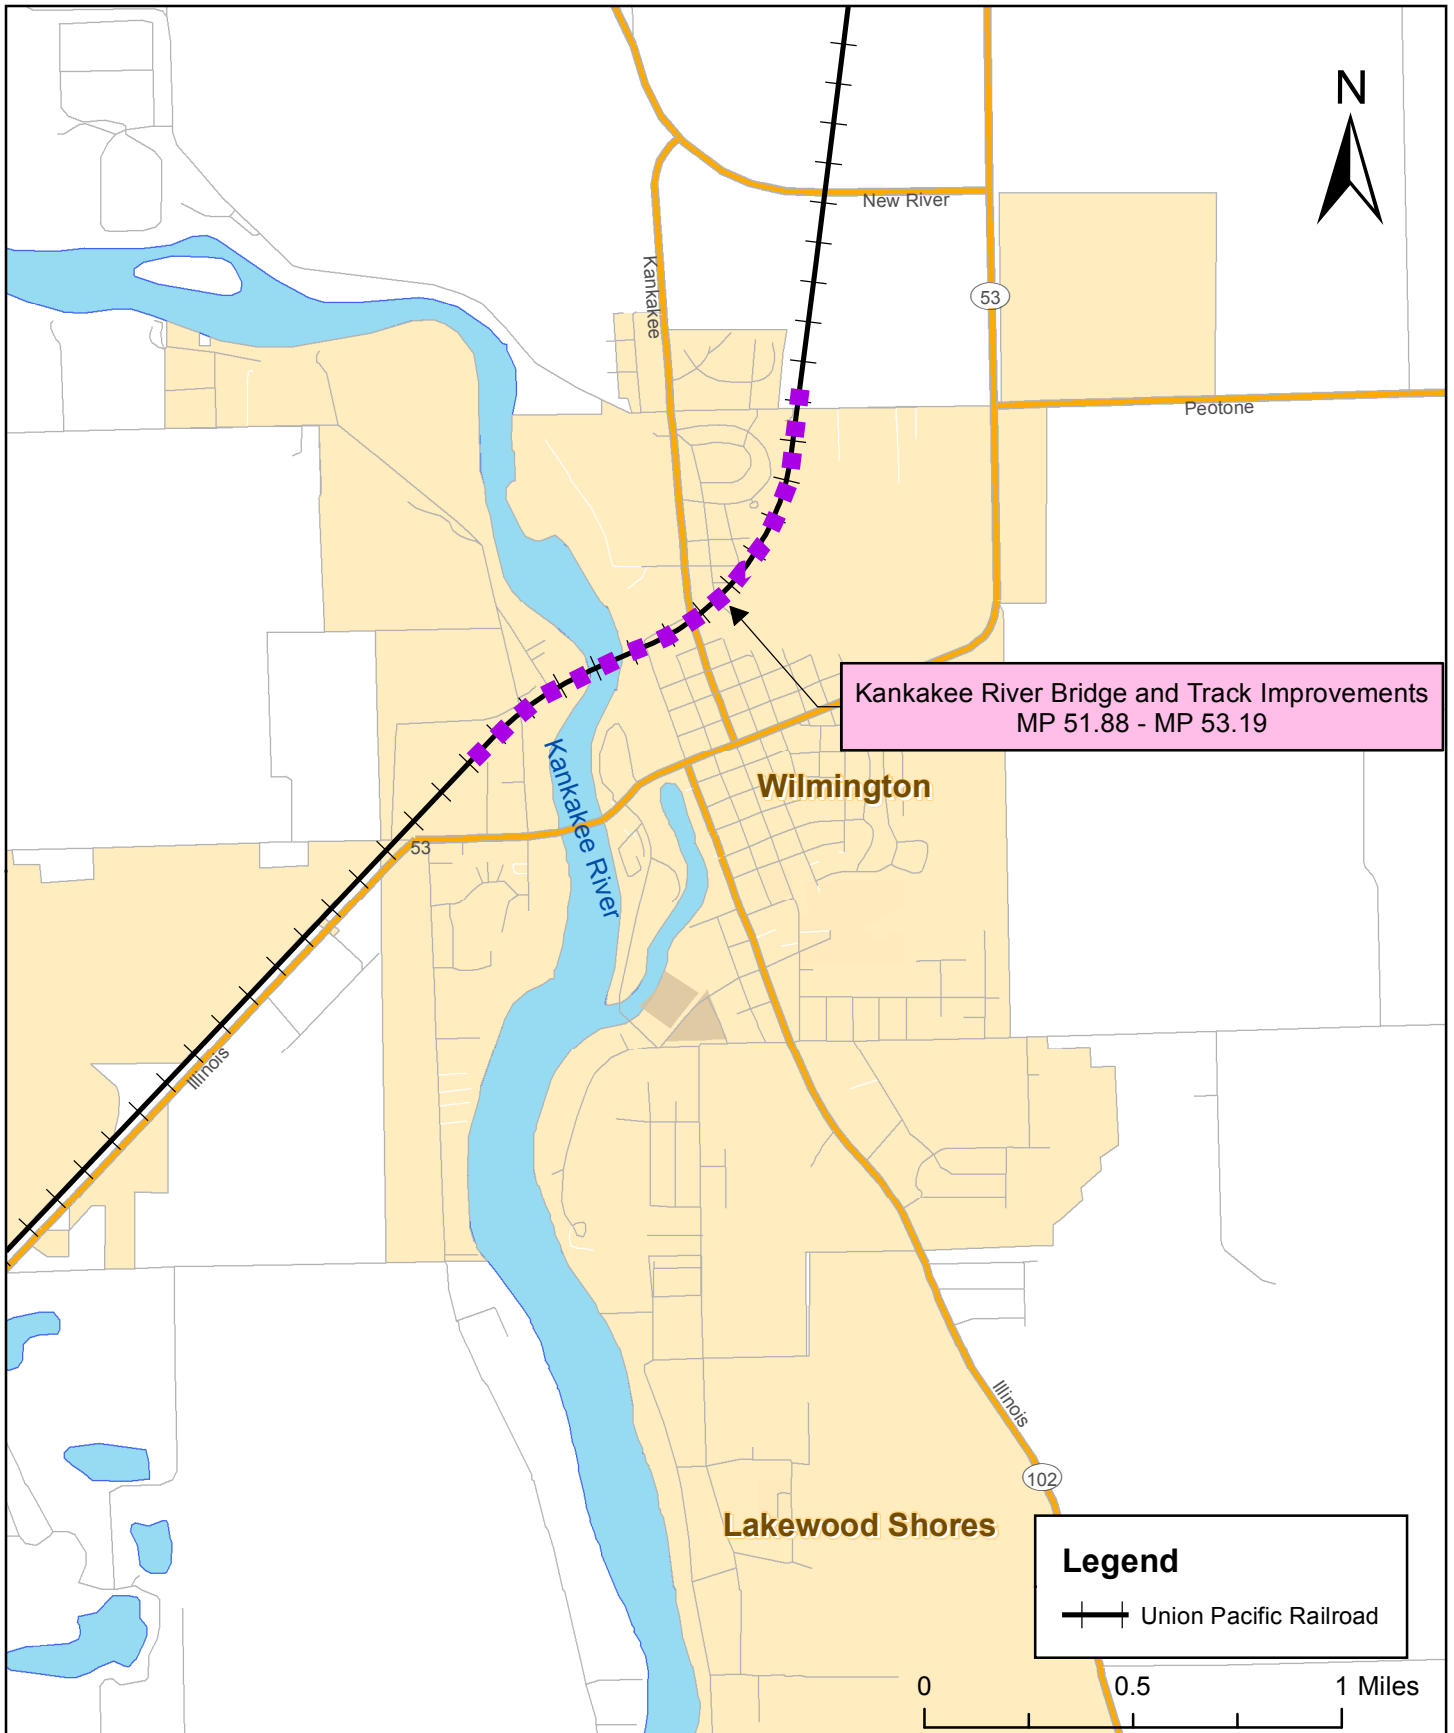 N
New River
Kankakee
53
Peotone
Kankakee River Bridge and Track Improvements
MP 51.88 - MP 53.19
Kankakee River
Wilmington
53
Illinois
Illinois
102
Lakewood Shores
Legend
Union Pacific Railroad
0 0.5 1 Miles